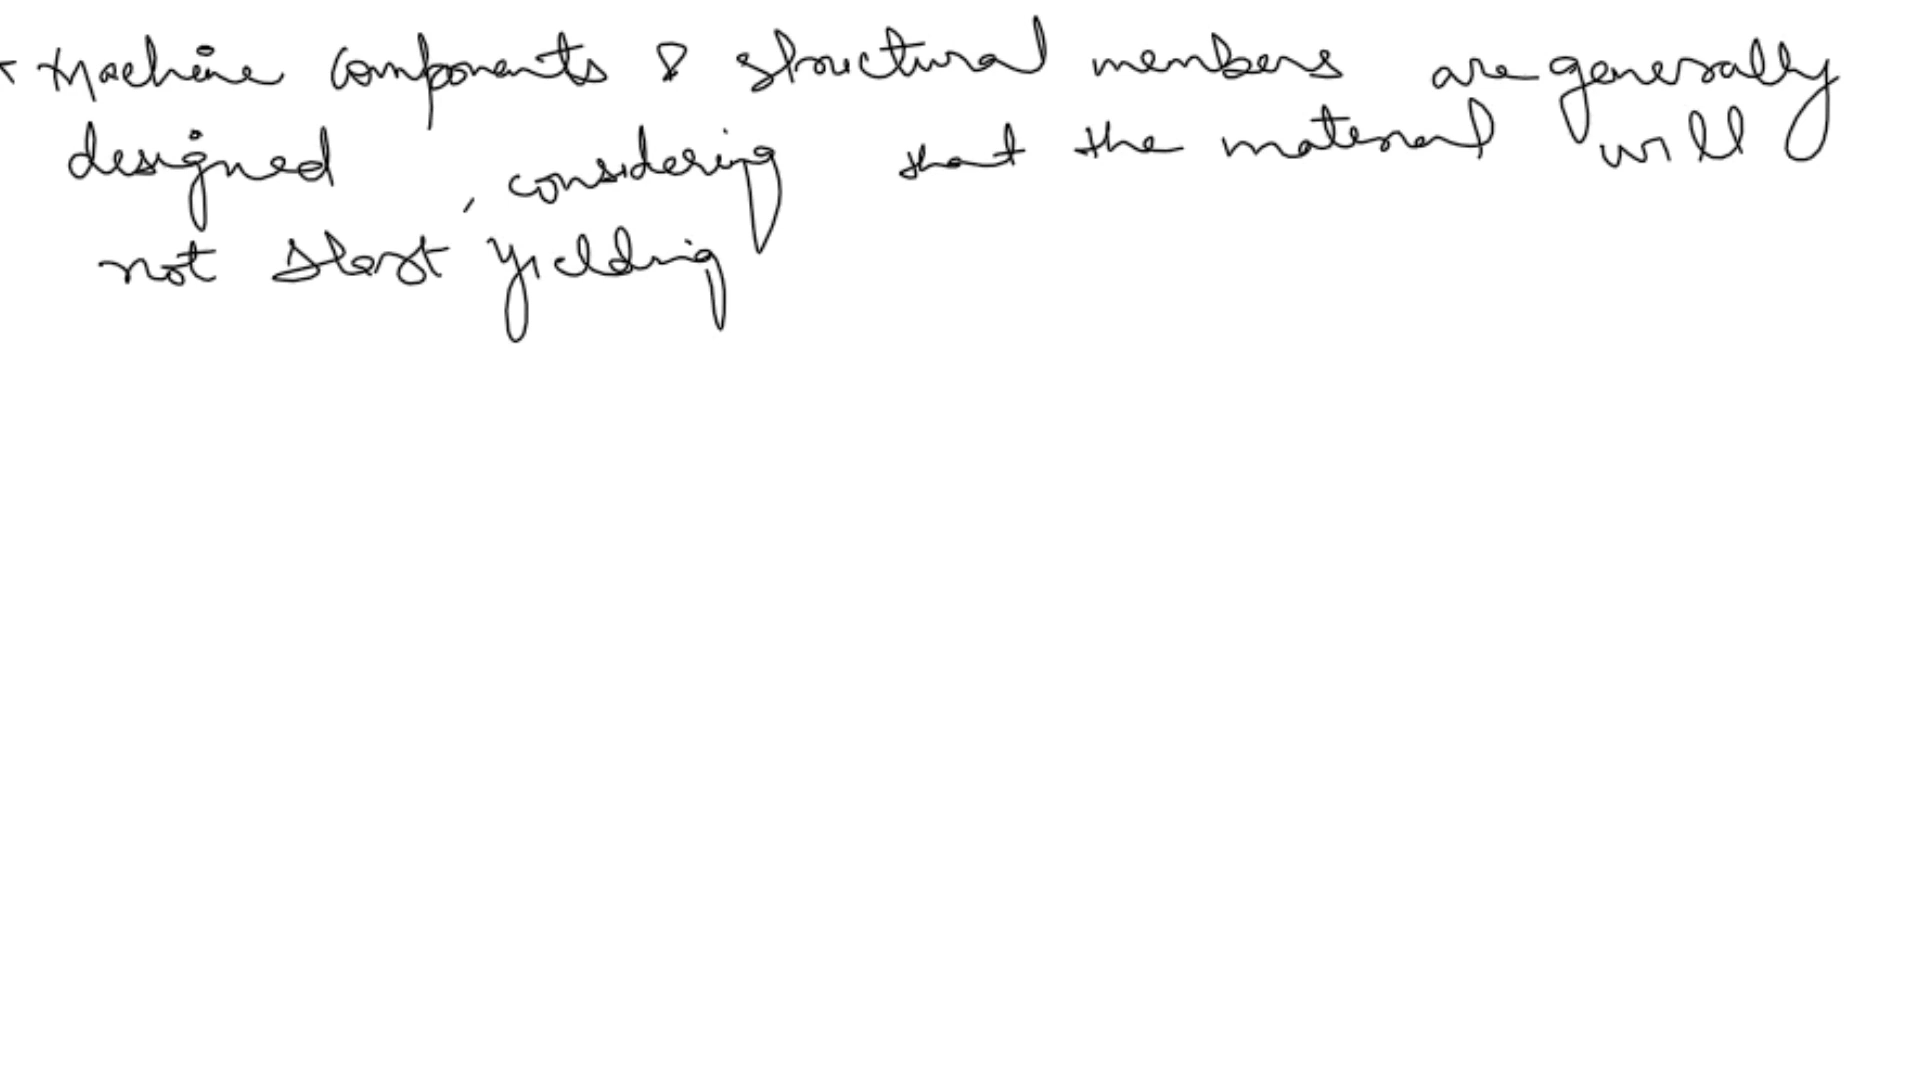 * Machine components & structural members are generally
designed, considering that the material will
not start yielding